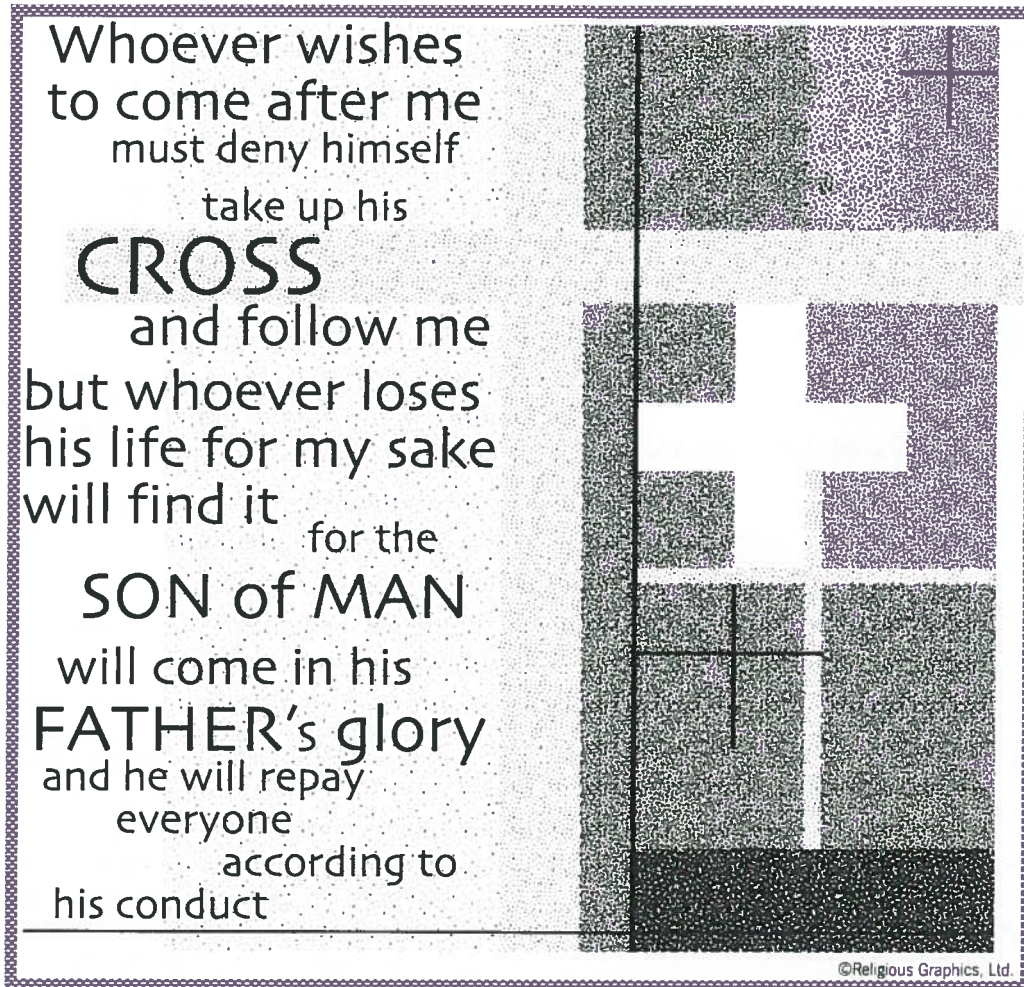 Whoever wishes
to come after me
must deny himself
take up his
CROSS
and follow me
but whoever loses
his life for my sake
will find it
for the
SON of MAN
will come in his
FATHER's glory
and he will repay
everyone
according to
his conduct
©Religious Graphics, Ltd.